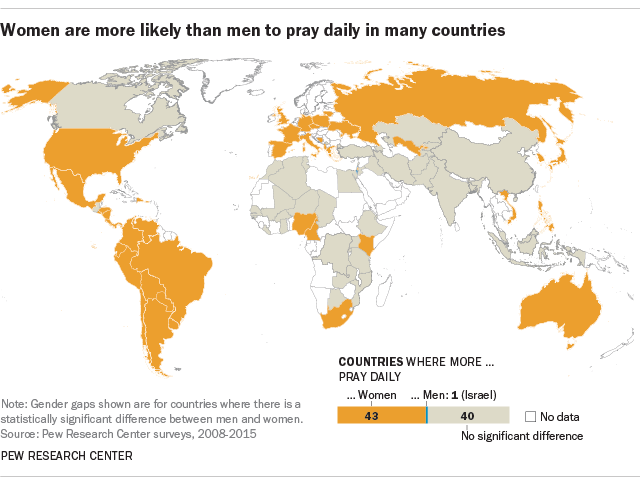 Women are more likely than men to pray daily in many countries
COUNTRIES WHERE MORE ...
PRAY DAILY
... Women ... Men: 1 (Israel)
43 40 No data
No significant difference
Note: Gender gaps shown are for countries where there is a
statistically significant difference between men and women.
Source: Pew Research Center surveys, 2008-2015
PEW RESEARCH CENTER